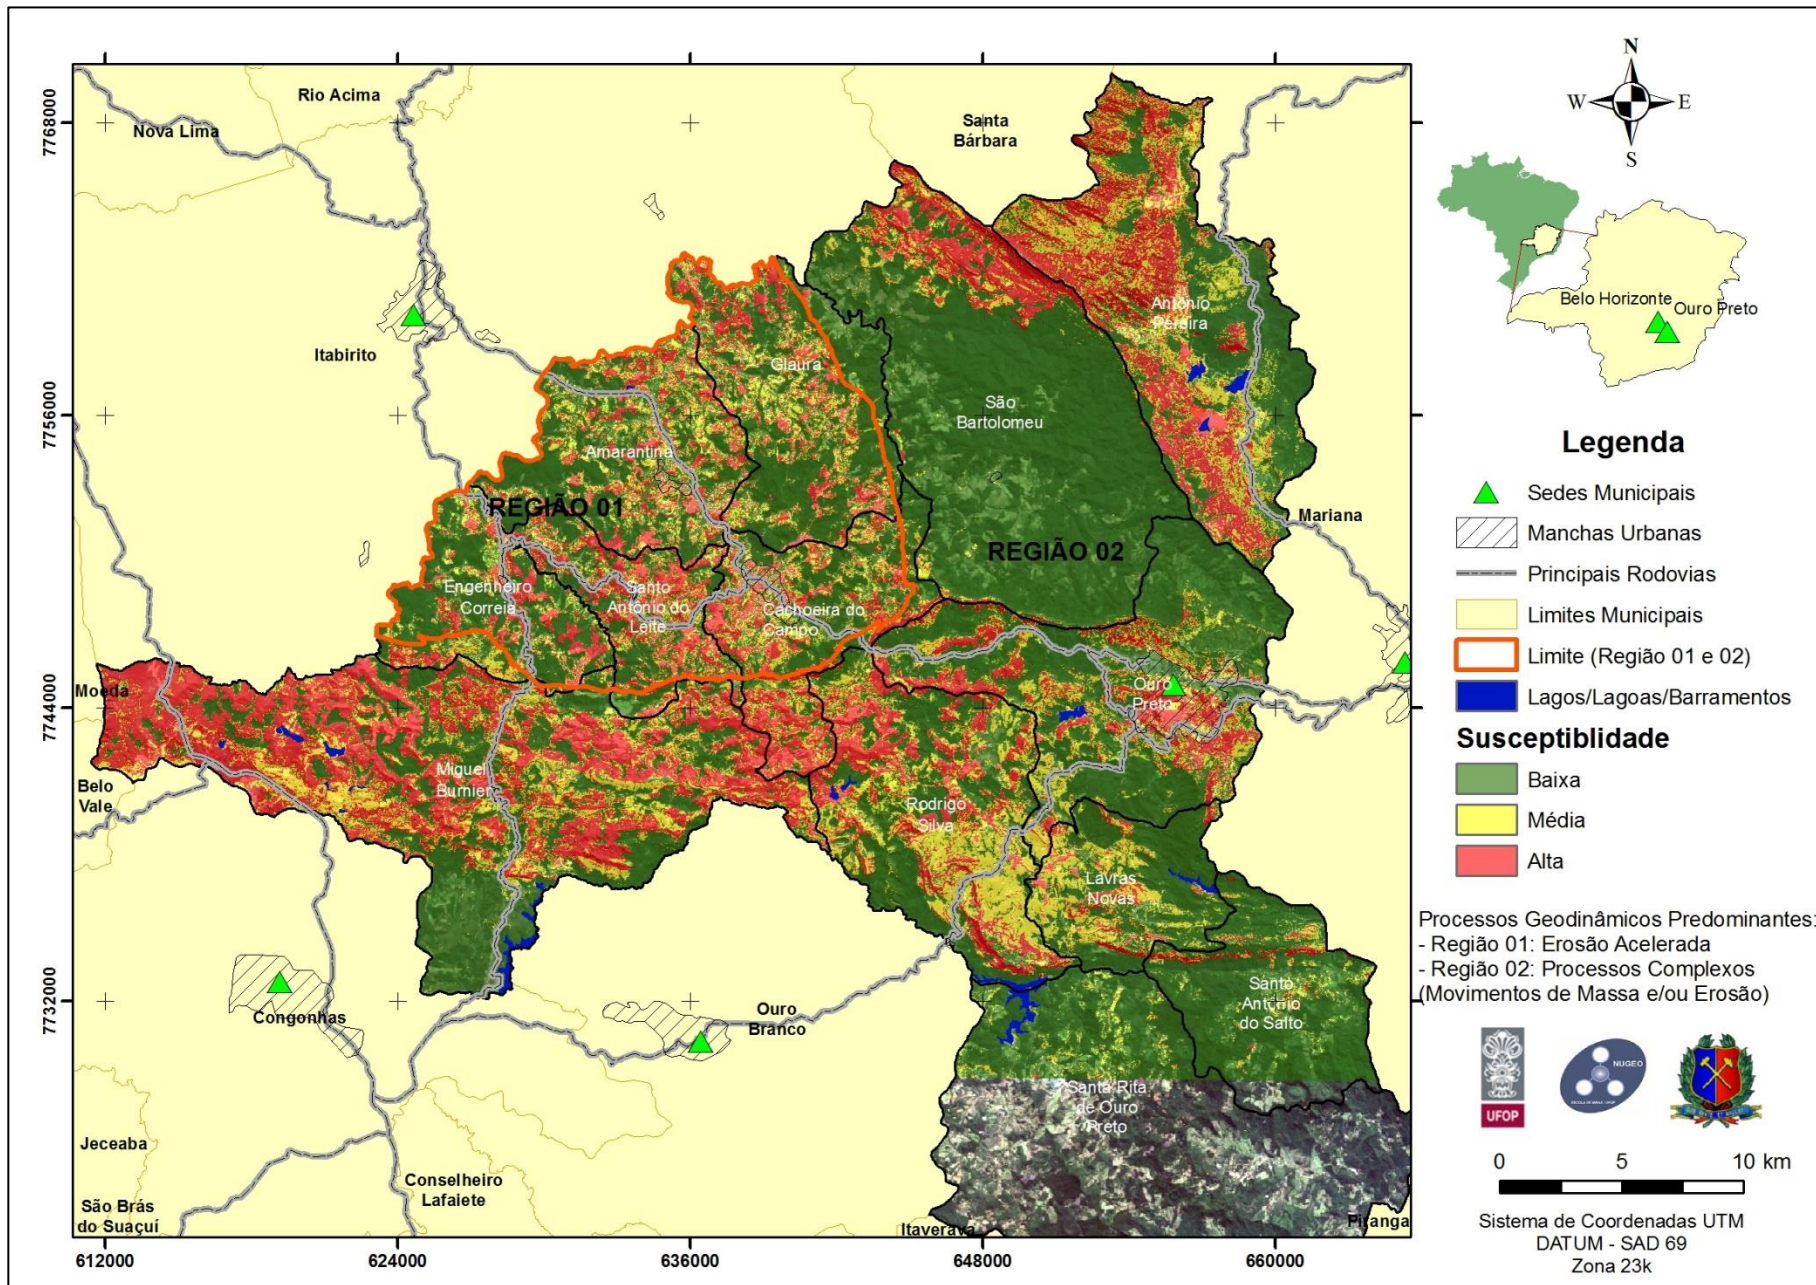 Rio Acima
Nova Lima
Santa
Bárbara
Itabirito
Antônio
Pereira
Glaura
São
Bartolomeu
Amarantina
REGIÃO 01
REGIÃO 02
Mariana
Engenheiro
Correia
Santo
Antônio do
Leite
Cachoeira do
Campo
Moeda
Ouro
Preto
Belo
Vale
Miguel
Burnier
Rodrigo
Silva
Lavras
Novas
Santo
Antônio
do Salto
Congonhas
Ouro
Branco
Santa Rita
de Ouro
Preto
Jeceaba
Conselheiro
Lafaiete
São Brás
do Suaçuí
Itaverava
Piranga
7768000
7756000
7744000
7732000
7768000
7756000
7744000
7732000
612000
624000
636000
648000
660000
N
W
E
S
Belo Horizonte
Ouro Preto
Legenda
Sedes Municipais
Manchas Urbanas
Principais Rodovias
Limites Municipais
Limite (Região 01 e 02)
Lagos/Lagoas/Barramentos
Susceptiblidade
Baixa
Média
Alta
Processos Geodinâmicos Predominantes:
- Região 01: Erosão Acelerada
- Região 02: Processos Complexos
(Movimentos de Massa e/ou Erosão)
UFOP
NUGEO
0 5 10 km
Sistema de Coordenadas UTM
DATUM - SAD 69
Zona 23k